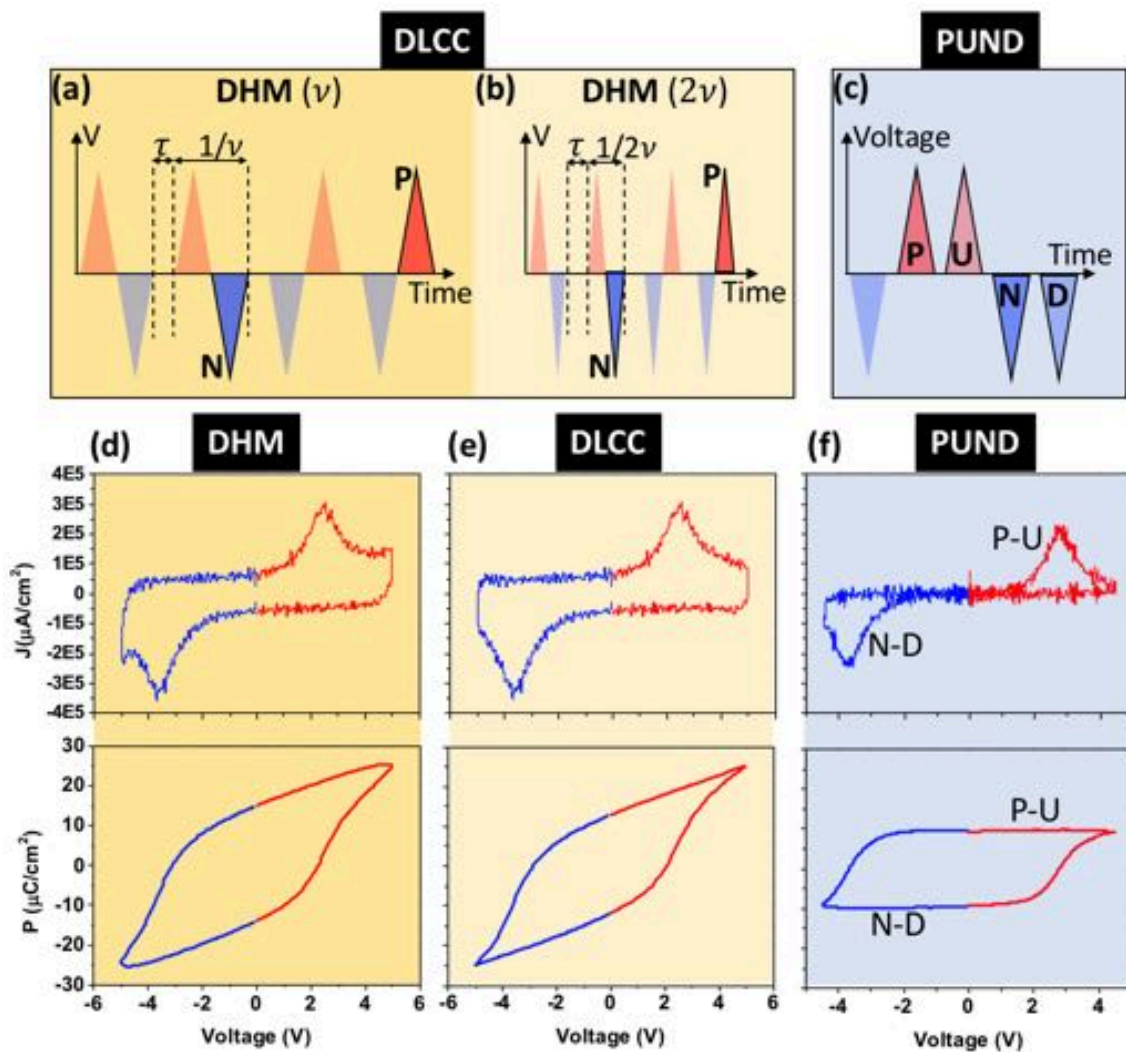 DLCC
PUND
(a) DHM (ν)
(b) DHM (2ν)
(c)
V
τ 1/ν
P
Time
N
τ 1/2ν
P
Time
N
Voltage
Time
P U
N D
(d) DHM
(e) DLCC
(f) PUND
4E5
3E5
2E5
1E5
0
-1E5
-2E5
-3E5
-4E5
J(μA/cm²)
P-U
N-D
30
20
10
0
-10
-20
-30
P (μC/cm²)
P-U
N-D
-6 -4 -2 0 2 4 6
-4 -2 0 2 4 6
-4 -2 0 2 4
Voltage (V)
Voltage (V)
Voltage (V)